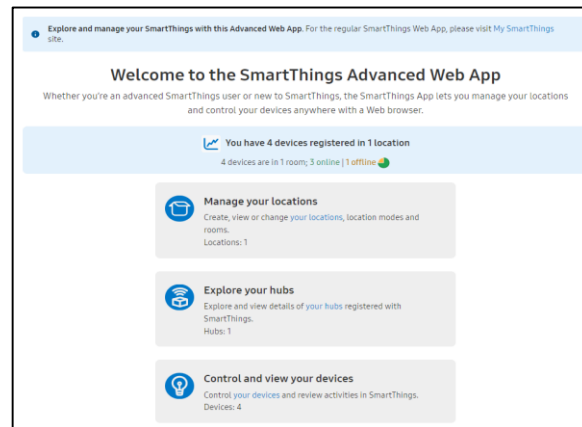 Explore and manage your SmartThings with this Advanced Web App. For the regular SmartThings Web App, please visit My SmartThings
site.
Welcome to the SmartThings Advanced Web App
Whether you're an advanced SmartThings user or new to SmartThings, the SmartThings App lets you manage your locations
and control your devices anywhere with a Web browser.
You have 4 devices registered in 1 location
4 devices are in 1 room; 3 online | 1 offline
Manage your locations
Create, view or change your locations, location modes and
rooms.
Locations: 1
Explore your hubs
Explore and view details of your hubs registered with
SmartThings.
Hubs: 1
Control and view your devices
Control your devices and review activities in SmartThings.
Devices: 4